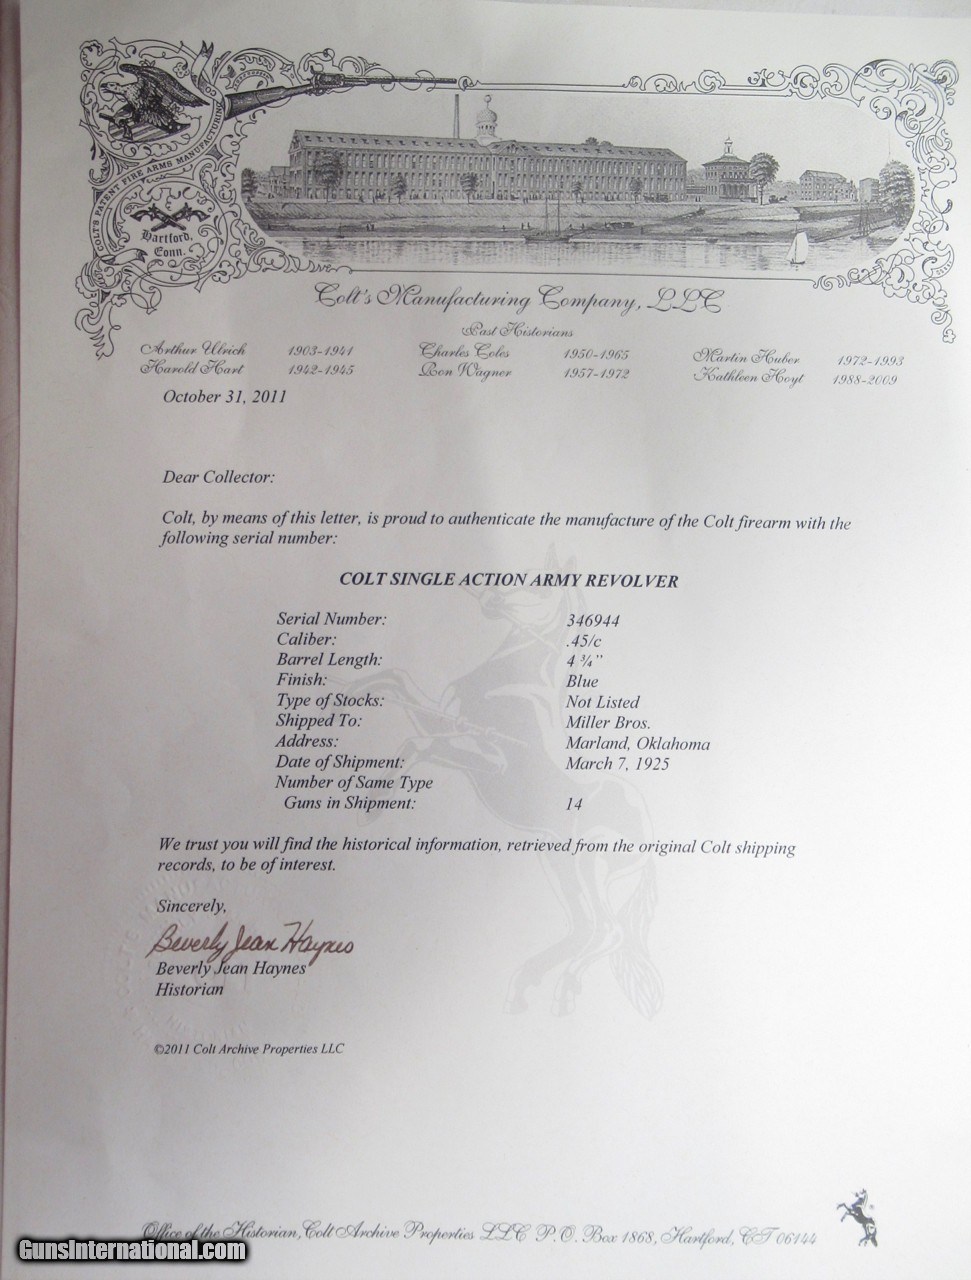 COLT'S PATENT FIRE ARMS MANUFACTURING
Hartford,
Conn.
Colt's Manufacturing Company, LLC
Past Historians
Arthur Ulrich 1903-1941 Charles Coles 1950-1965 Martin Huber 1972-1993
Harold Hart 1942-1945 Ron Wagner 1957-1972 Kathleen Hoyt 1988-2009
October 31, 2011
Dear Collector:
Colt, by means of this letter, is proud to authenticate the manufacture of the Colt firearm with the
following serial number:
COLT SINGLE ACTION ARMY REVOLVER
Serial Number: 346944
Caliber: .45/c
Barrel Length: 4 ¾"
Finish: Blue
Type of Stocks: Not Listed
Shipped To: Miller Bros.
Address: Marland, Oklahoma
Date of Shipment: March 7, 1925
Number of Same Type
Guns in Shipment: 14
We trust you will find the historical information, retrieved from the original Colt shipping
records, to be of interest.
Sincerely,
Beverly Jean Haynes
Beverly Jean Haynes
Historian
©2011 Colt Archive Properties LLC
Office of the Historian, Colt Archive Properties LLC P.O. Box 1868, Hartford, CT 06144
GunsInternational.com